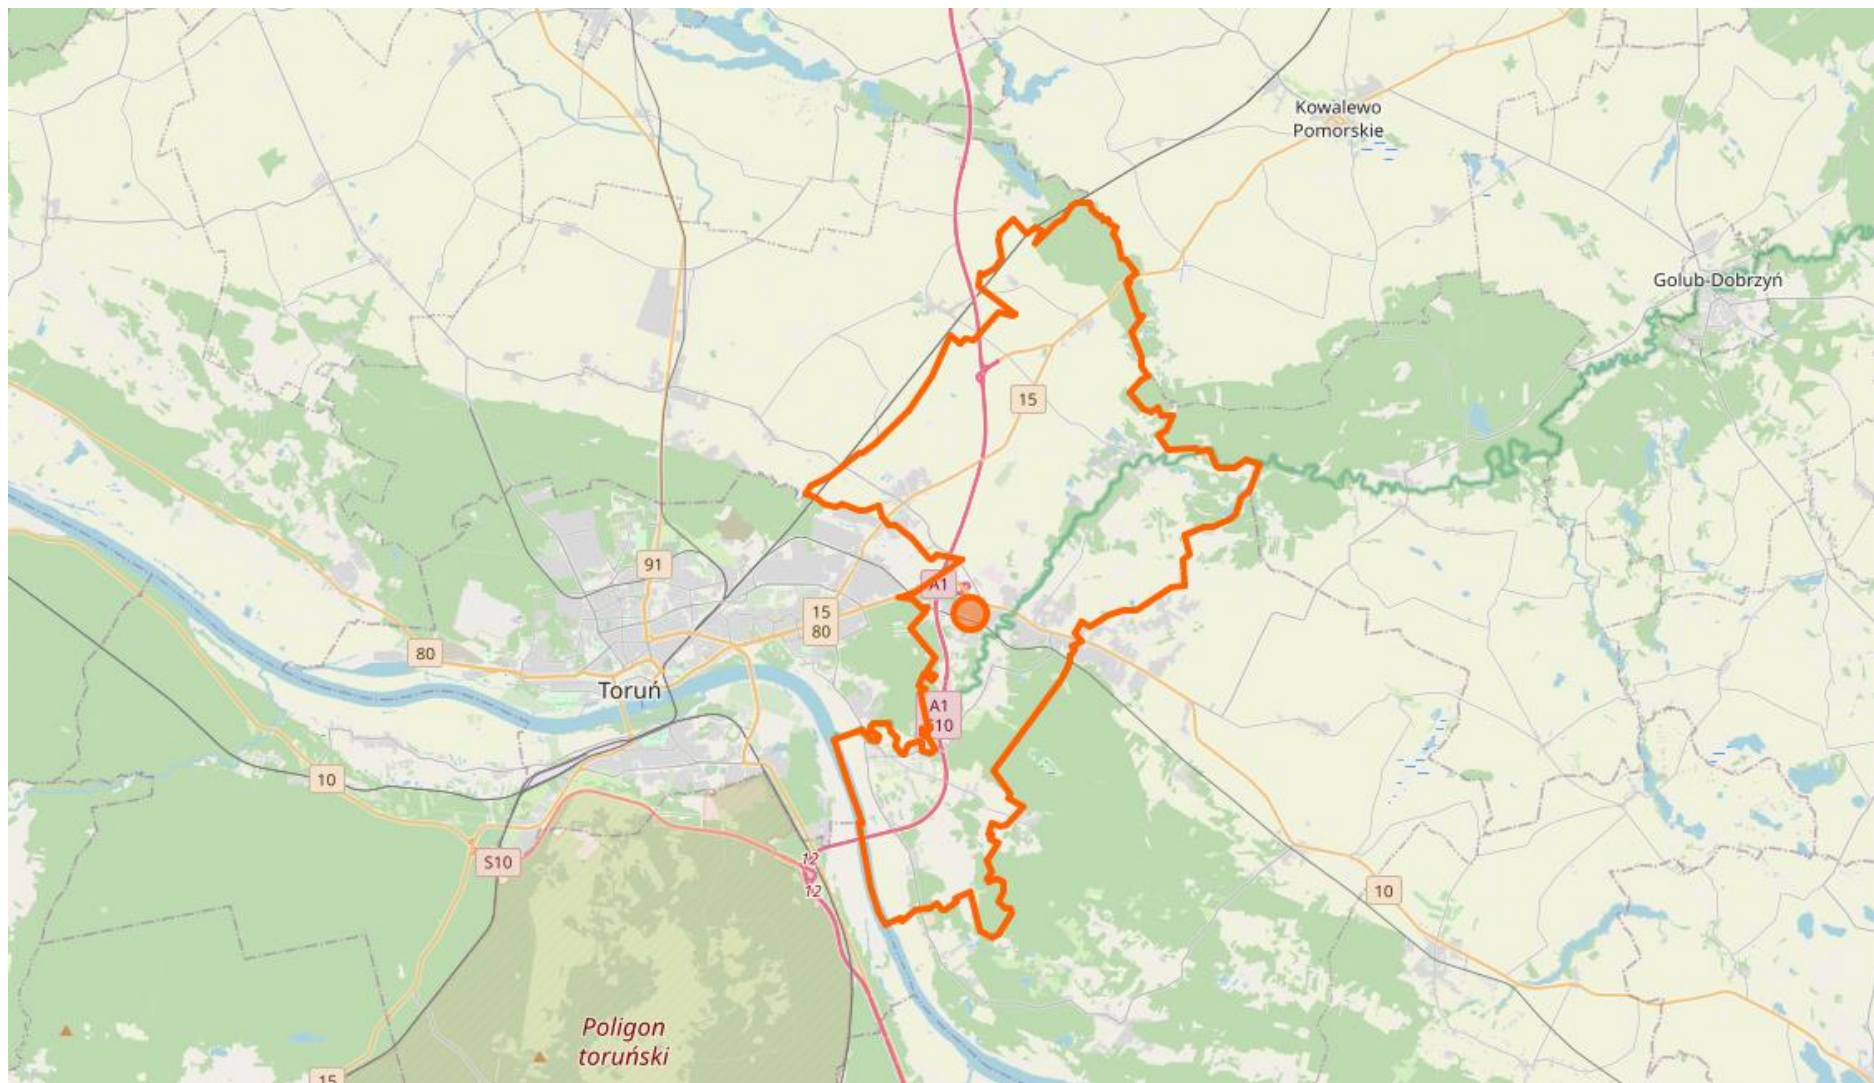 Kowalewo
Pomorskie
Golub-Dobrzyń
15
A1
91
15
80
80
Toruń
A1
S10
10
S10
12
12
10
Poligon
toruński
15